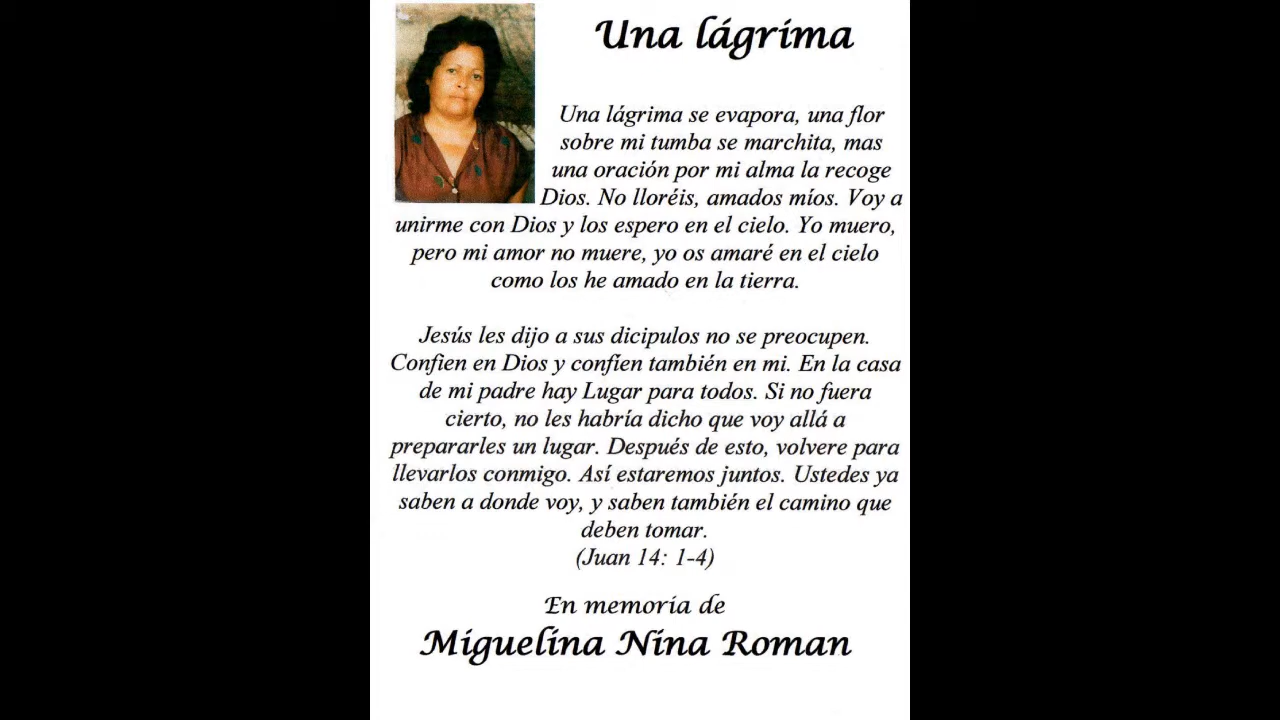 Una lágrima
Una lágrima se evapora, una flor
sobre mi tumba se marchita, mas
una oración por mi alma la recoge
Dios. No lloréis, amados míos. Voy a
unirme con Dios y los espero en el cielo. Yo muero,
pero mi amor no muere, yo os amaré en el cielo
como los he amado en la tierra.
Jesús les dijo a sus dicipulos no se preocupen.
Confien en Dios y confíen también en mi. En la casa
de mi padre hay Lugar para todos. Si no fuera
cierto, no les habría dicho que voy allá a
prepararles un lugar. Después de esto, volvere para
llevarlos conmigo. Así estaremos juntos. Ustedes ya
saben a donde voy, y saben también el camino que
deben tomar.
(Juan 14: 1-4)
En memoria de
Miguelina Nina Roman